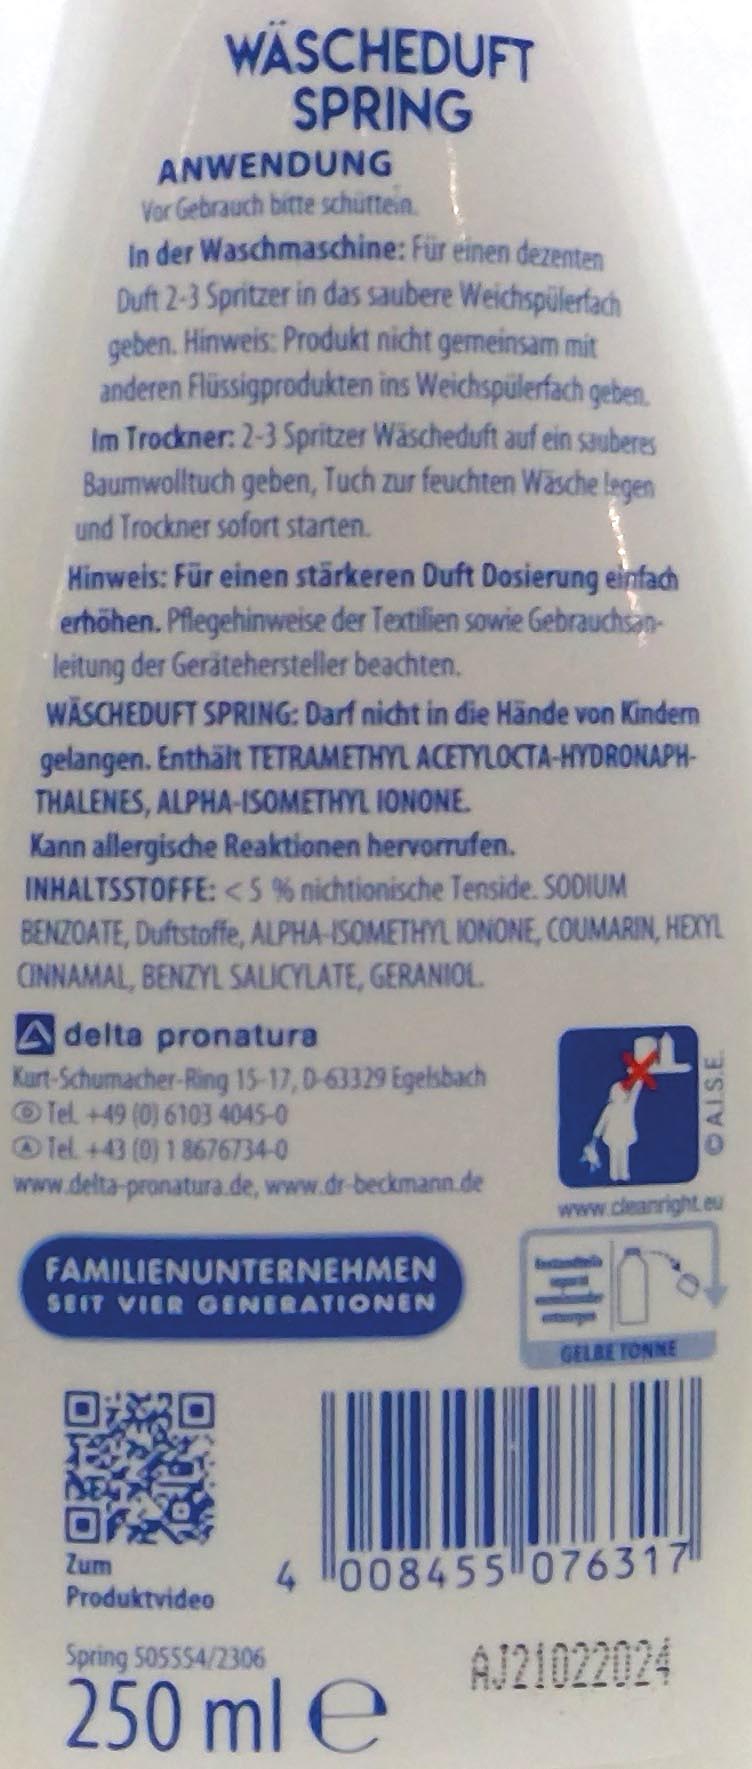 WÄSCHEDUFT
SPRING
ANWENDUNG
Vor Gebrauch bitte schütteln.
In der Waschmaschine: Für einen dezenten
Duft 2-3 Spritzer in das saubere Weichspülerfach
geben. Hinweis: Produkt nicht gemeinsam mit
anderen Flüssigprodukten ins Weichspülerfach geben.
Im Trockner: 2-3 Spritzer Wäscheduft auf ein sauberes
Baumwolltuch geben, Tuch zur feuchten Wäsche legen
und Trockner sofort starten.
Hinweis: Für einen stärkeren Duft Dosierung einfach
erhöhen. Pflegehinweise der Textilien sowie Gebrauchsan-
leitung der Gerätehersteller beachten.
WÄSCHEDUFT SPRING: Darf nicht in die Hände von Kindern
gelangen. Enthält TETRAMETHYL ACETYLOCTA-HYDRONAPH-
THALENES, ALPHA-ISOMETHYL IONONE.
Kann allergische Reaktionen hervorrufen.
INHALTSSTOFFE: < 5 % nichtionische Tenside. SODIUM
BENZOATE, Duftstoffe, ALPHA-ISOMETHYL IONONE, COUMARIN, HEXYL
CINNAMAL, BENZYL SALICYLATE, GERANIOL.
delta pronatura
Kurt-Schumacher-Ring 15-17, D-63329 Egelsbach
D Tel. +49 (0) 6103 4045-0
A Tel. +43 (0) 1 8676734-0
www.delta-pronatura.de, www.dr-beckmann.de
© A.I.S.E.
www.cleanright.eu
FAMILIENUNTERNEHMEN
SEIT VIER GENERATIONEN
GELBE TONNE
Zum
Produktvideo
4 008455 076317
Spring 505554/2306
AJ21022024
250 ml e